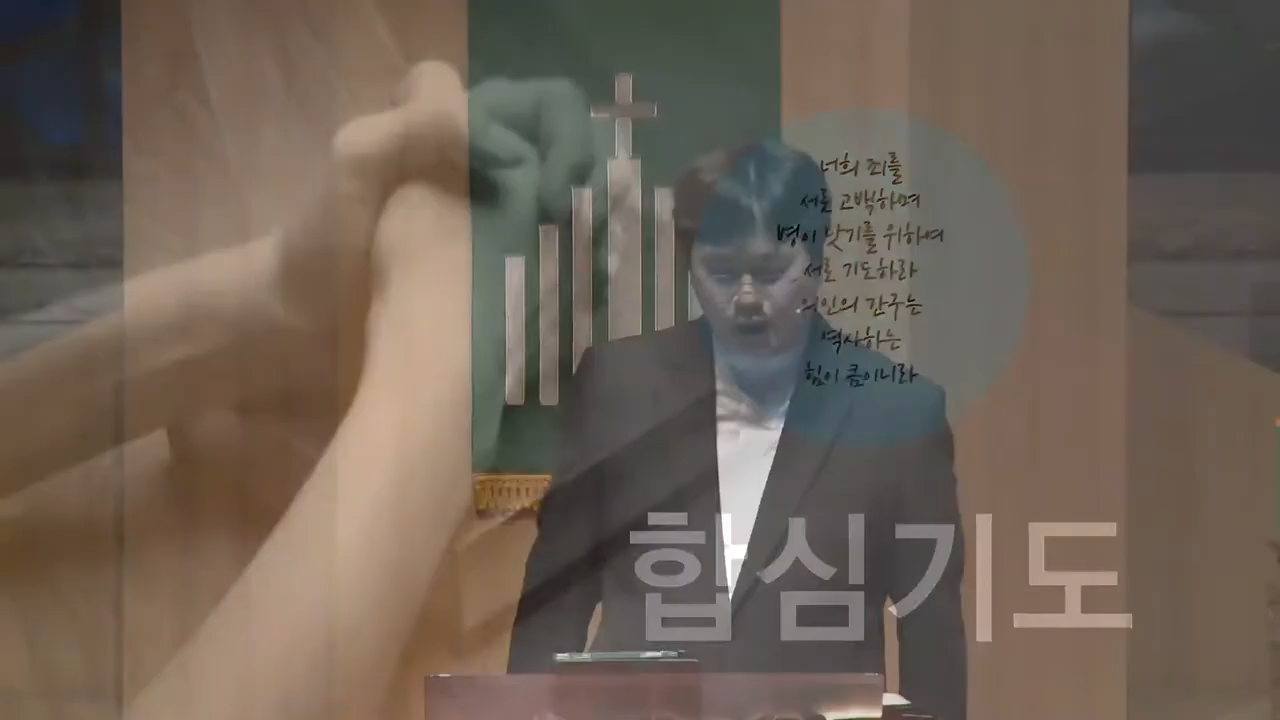 너희 죄를
서로 고백하며
병이 낫기를 위하여
서로 기도하라
의인의 간구는
역사하는
힘이 큼이니라
합심기도